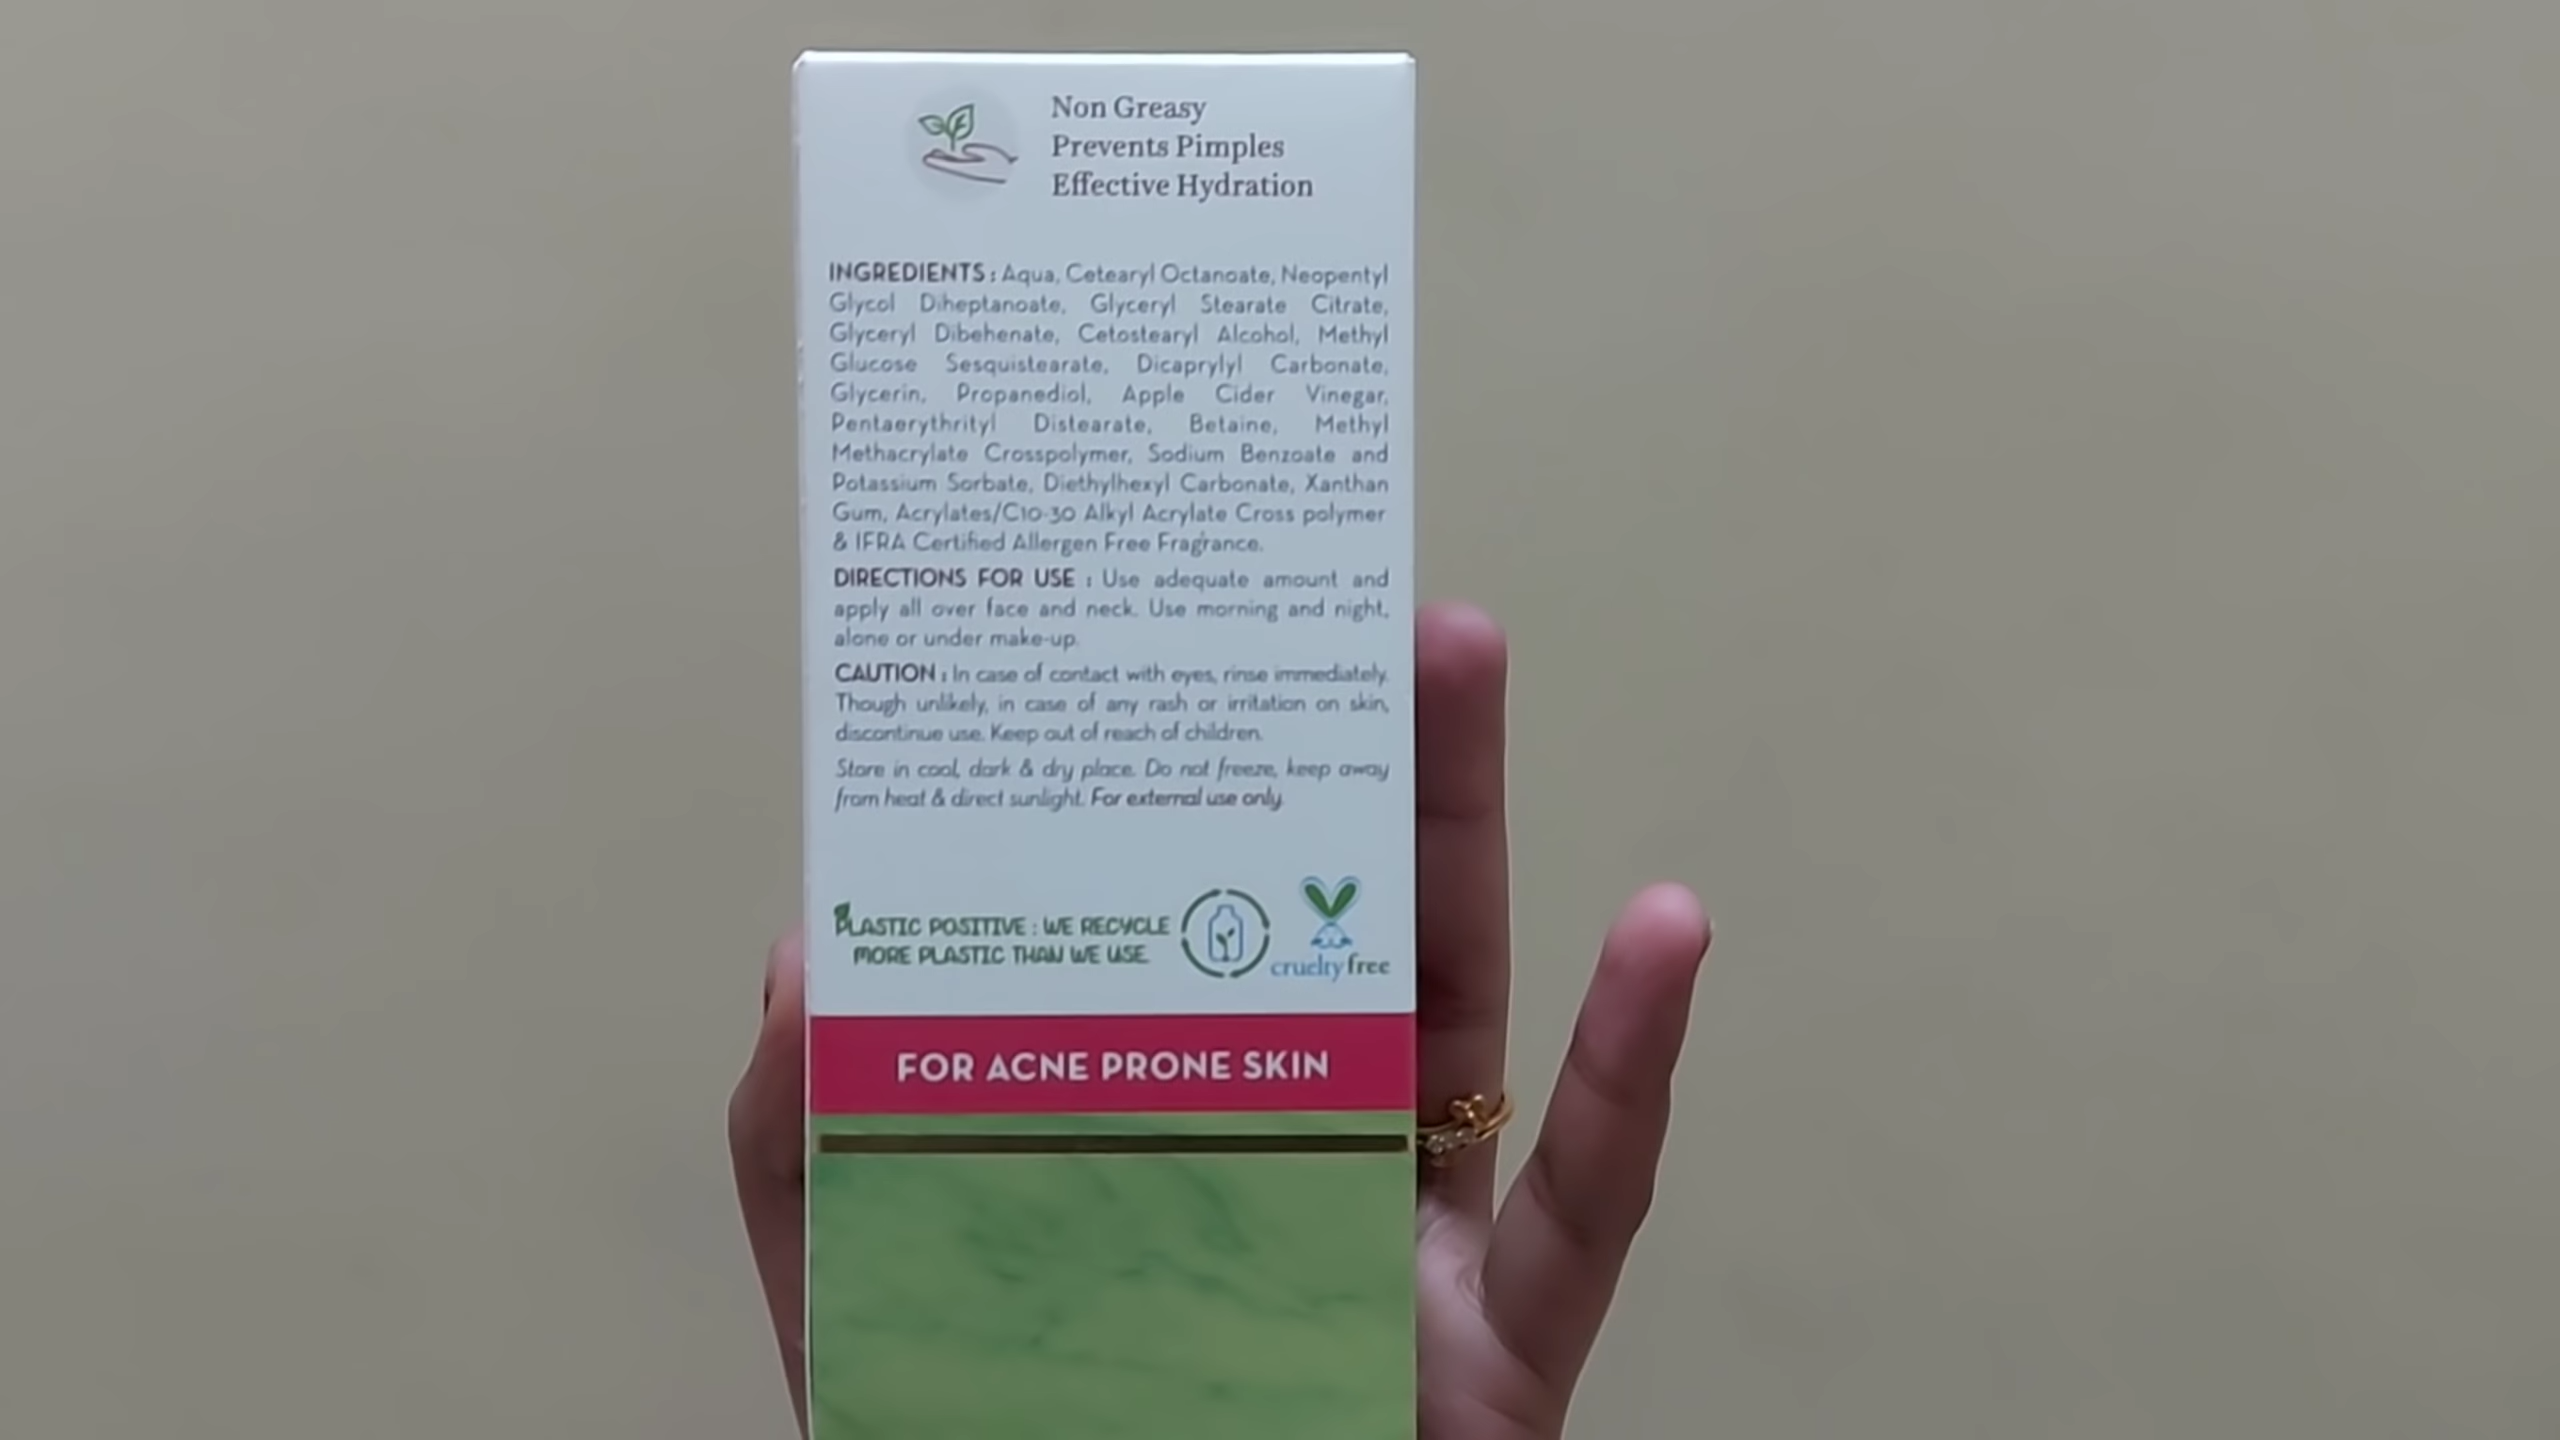 Non Greasy
Prevents Pimples
Effective Hydration
INGREDIENTS : Aqua, Cetearyl Octanoate, Neopentyl
Glycol Diheptanoate, Glyceryl Stearate Citrate,
Glyceryl Dibehenate, Cetostearyl Alcohol, Methyl
Glucose Sesquistearate, Dicaprylyl Carbonate,
Glycerin, Propanediol, Apple Cider Vinegar,
Pentaerythrityl Distearate, Betaine, Methyl
Methacrylate Crosspolymer, Sodium Benzoate and
Potassium Sorbate, Diethylhexyl Carbonate, Xanthan
Gum, Acrylates/C10-30 Alkyl Acrylate Cross polymer
& IFRA Certified Allergen Free Fragrance.
DIRECTIONS FOR USE : Use adequate amount and
apply all over face and neck. Use morning and night,
alone or under make-up.
CAUTION : In case of contact with eyes, rinse immediately.
Though unlikely, in case of any rash or irritation on skin,
discontinue use. Keep out of reach of children.
Store in cool, dark & dry place. Do not freeze, keep away
from heat & direct sunlight. For external use only.
PLASTIC POSITIVE : WE RECYCLE
MORE PLASTIC THAN WE USE
cruelty free
FOR ACNE PRONE SKIN